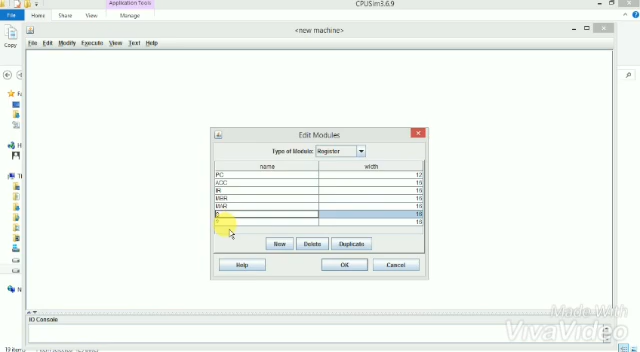 Application Tools
CPUSim3.6.9
File Home Share View Manage
<new machine>
Copy
File Edit Modify Execute View Text Help
Edit Modules
Type of Module: Register
name width
PC 12
ACC 16
IR 16
MBR 16
MAR 16
16
16
New Delete Duplicate
Help OK Cancel
IO Console
Made With
VivaVideo